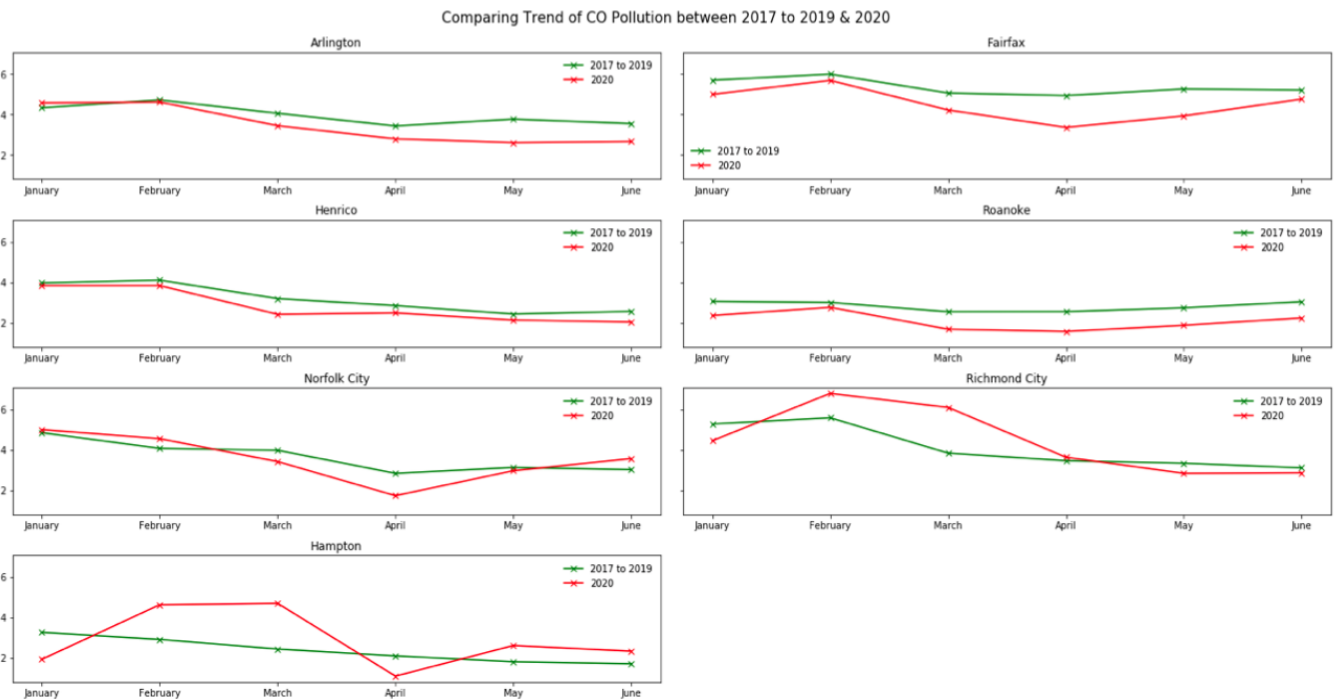 Comparing Trend of CO Pollution between 2017 to 2019 & 2020
Arlington
2017 to 2019
2020
6
4
2
January February March April May June
Fairfax
2017 to 2019
2020
January February March April May June
Henrico
2017 to 2019
2020
6
4
2
January February March April May June
Roanoke
2017 to 2019
2020
January February March April May June
Norfolk City
2017 to 2019
2020
6
4
2
January February March April May June
Richmond City
2017 to 2019
2020
January February March April May June
Hampton
2017 to 2019
2020
6
4
2
January February March April May June